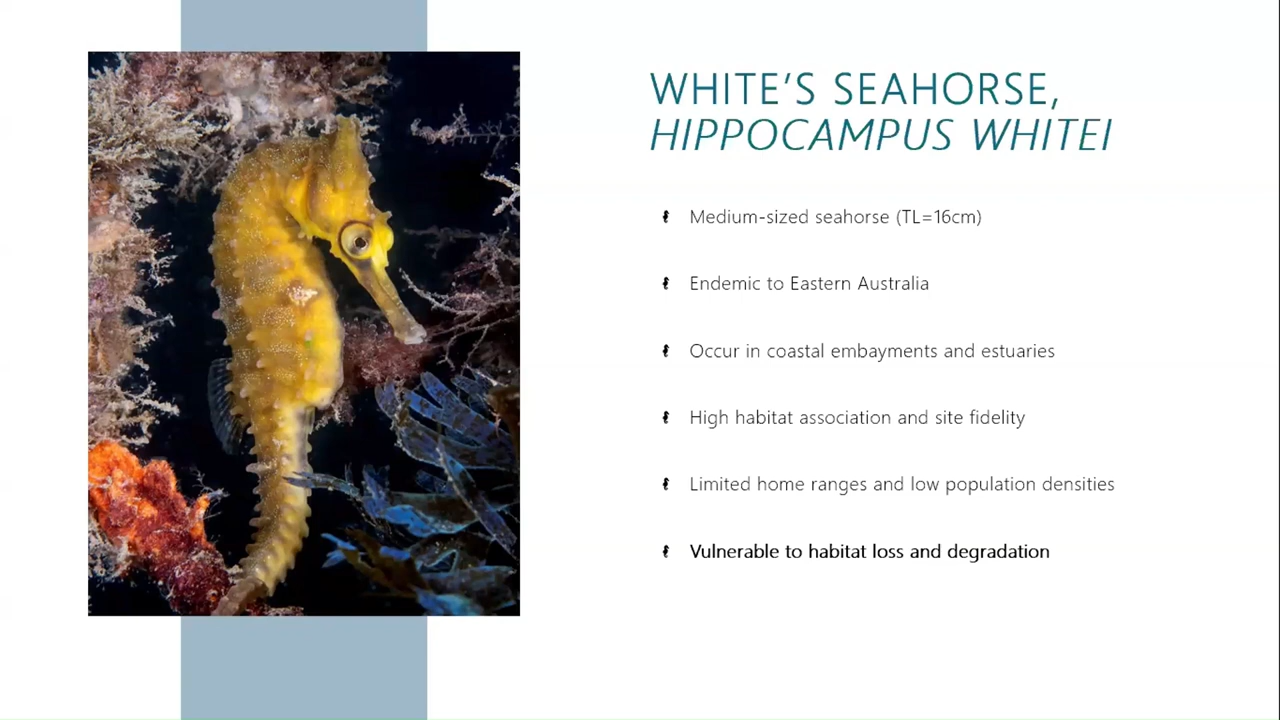 WHITE'S SEAHORSE,
HIPPOCAMPUS WHITEI
Medium-sized seahorse (TL=16cm)
Endemic to Eastern Australia
Occur in coastal embayments and estuaries
High habitat association and site fidelity
Limited home ranges and low population densities
Vulnerable to habitat loss and degradation